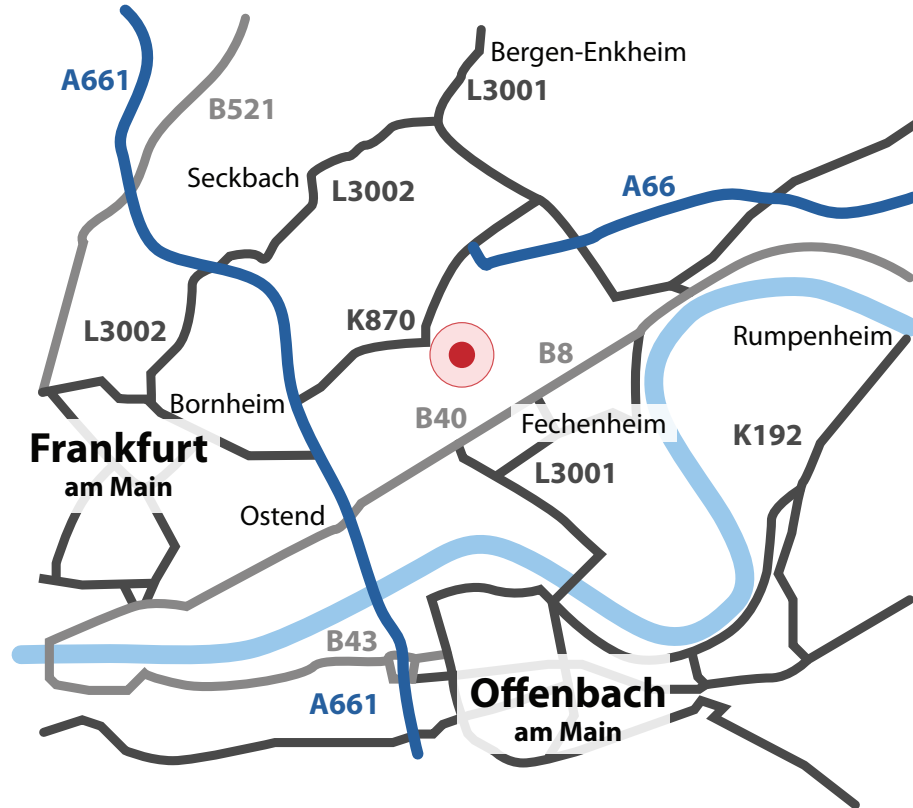 Bergen-Enkheim
A661
L3001
B521
Seckbach
L3002
A66
K870
L3002
Rumpenheim
B8
Bornheim
B40
Fechenheim
K192
Frankfurt
am Main
L3001
Ostend
B43
A661
Offenbach
am Main